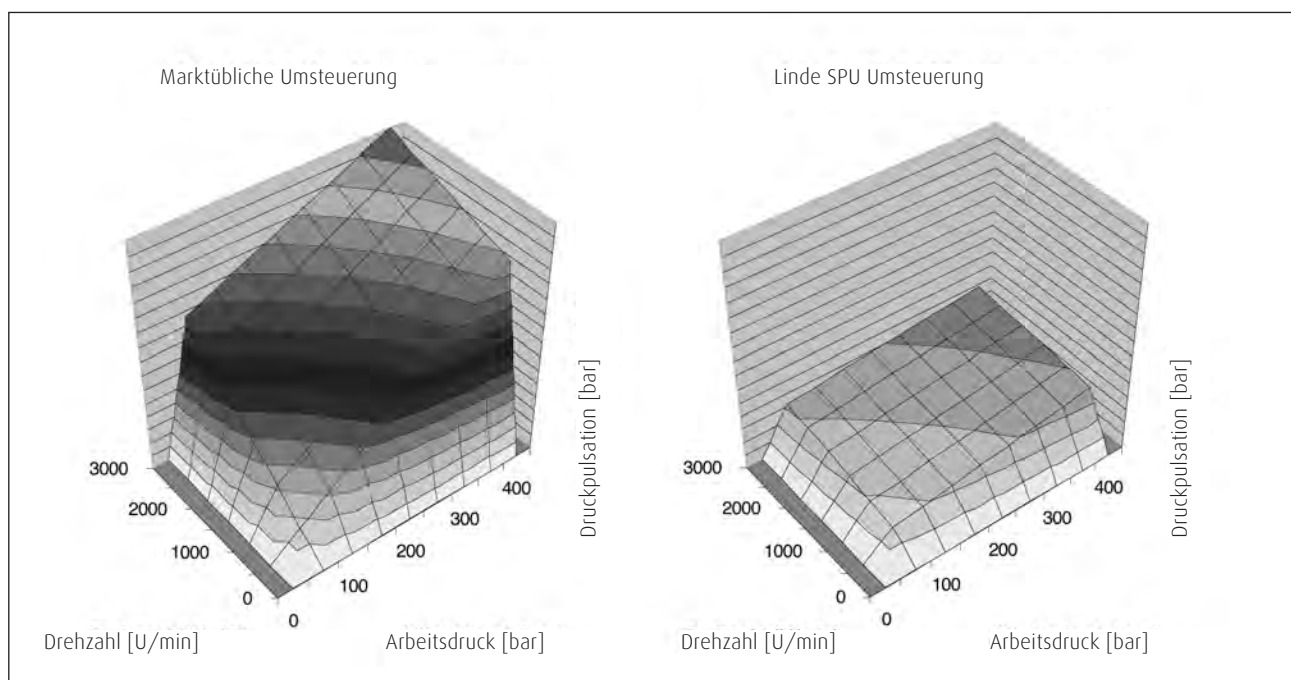 Marktübliche Umsteuerung
Linde SPU Umsteuerung
3000
2000
1000
0
0
100
200
300
400
Druckpulsation [bar]
Drehzahl [U/min]
Arbeitsdruck [bar]
3000
2000
1000
0
0
100
200
300
400
Druckpulsation [bar]
Drehzahl [U/min]
Arbeitsdruck [bar]